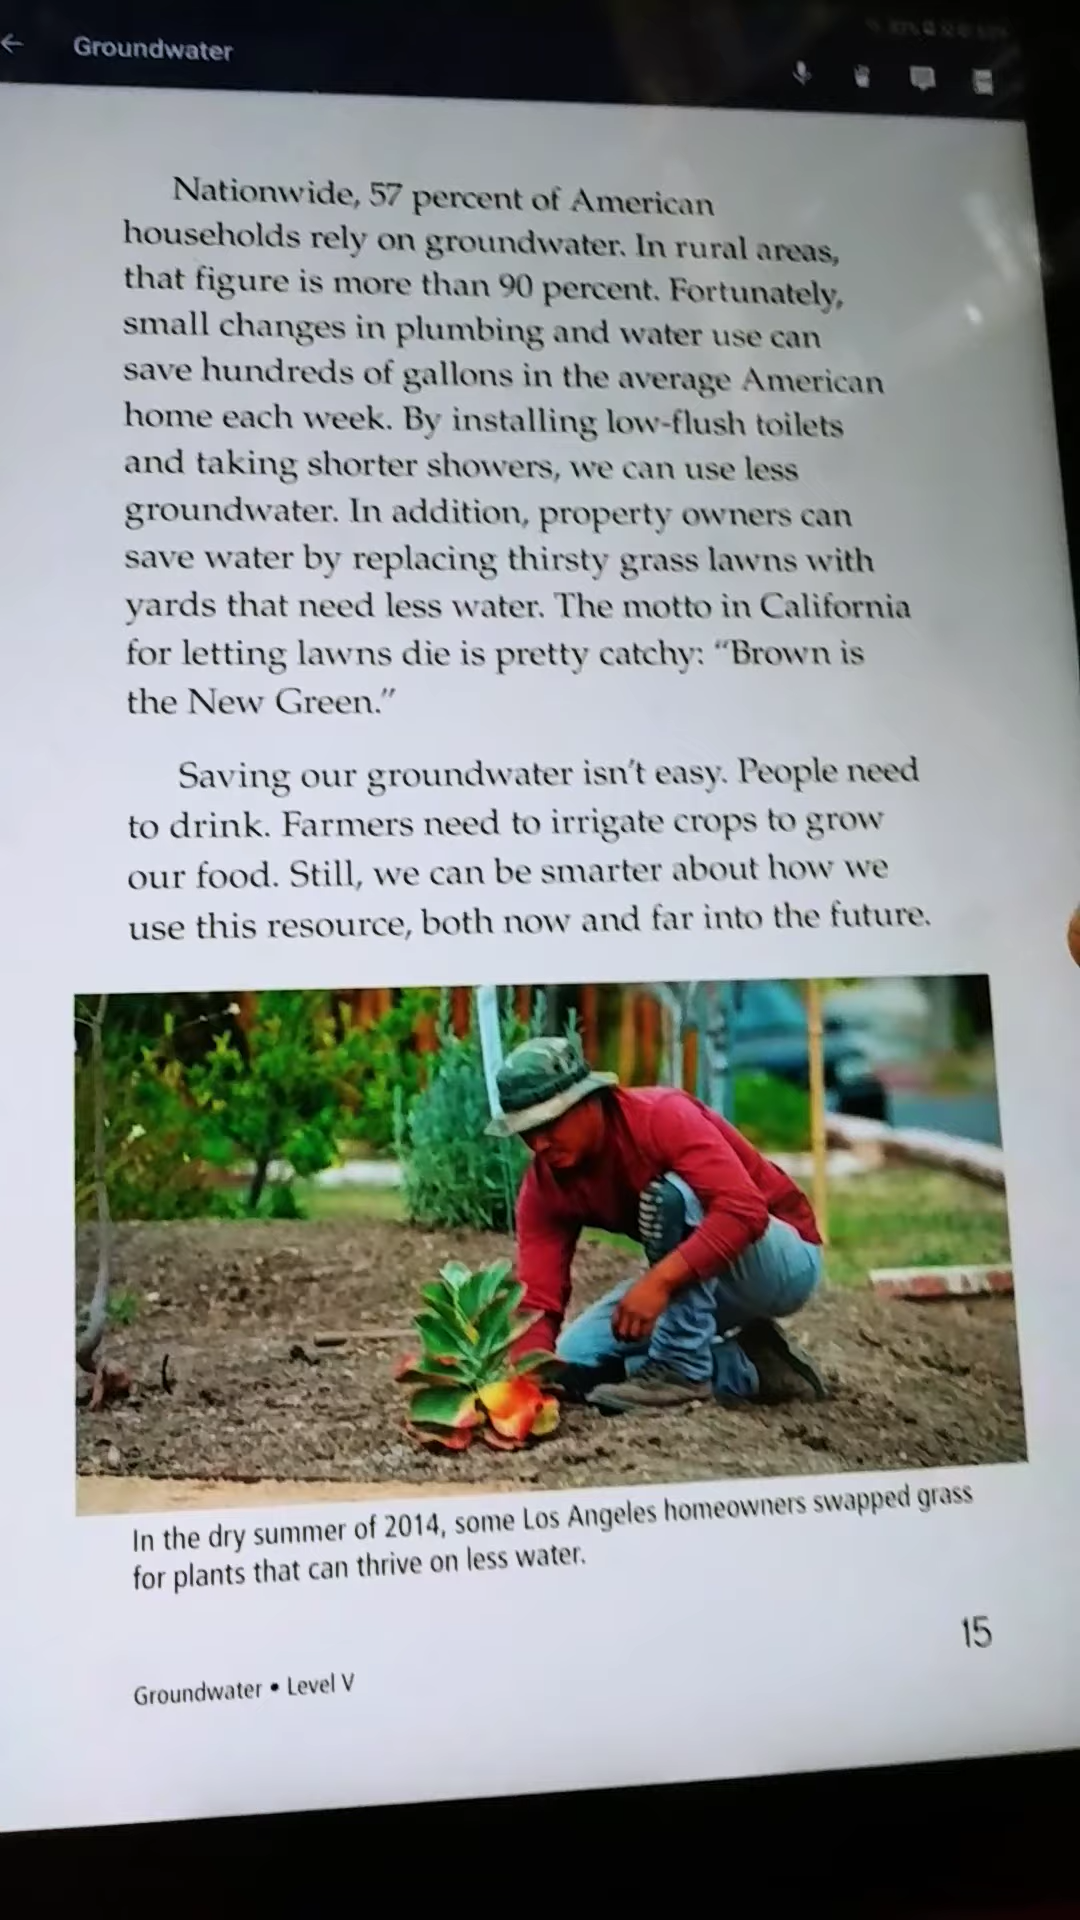 Groundwater
Nationwide, 57 percent of American
households rely on groundwater. In rural areas,
that figure is more than 90 percent. Fortunately,
small changes in plumbing and water use can
save hundreds of gallons in the average American
home each week. By installing low-flush toilets
and taking shorter showers, we can use less
groundwater. In addition, property owners can
save water by replacing thirsty grass lawns with
yards that need less water. The motto in California
for letting lawns die is pretty catchy: “Brown is
the New Green.”
Saving our groundwater isn’t easy. People need
to drink. Farmers need to irrigate crops to grow
our food. Still, we can be smarter about how we
use this resource, both now and far into the future.
In the dry summer of 2014, some Los Angeles homeowners swapped grass
for plants that can thrive on less water.
15
Groundwater • Level V